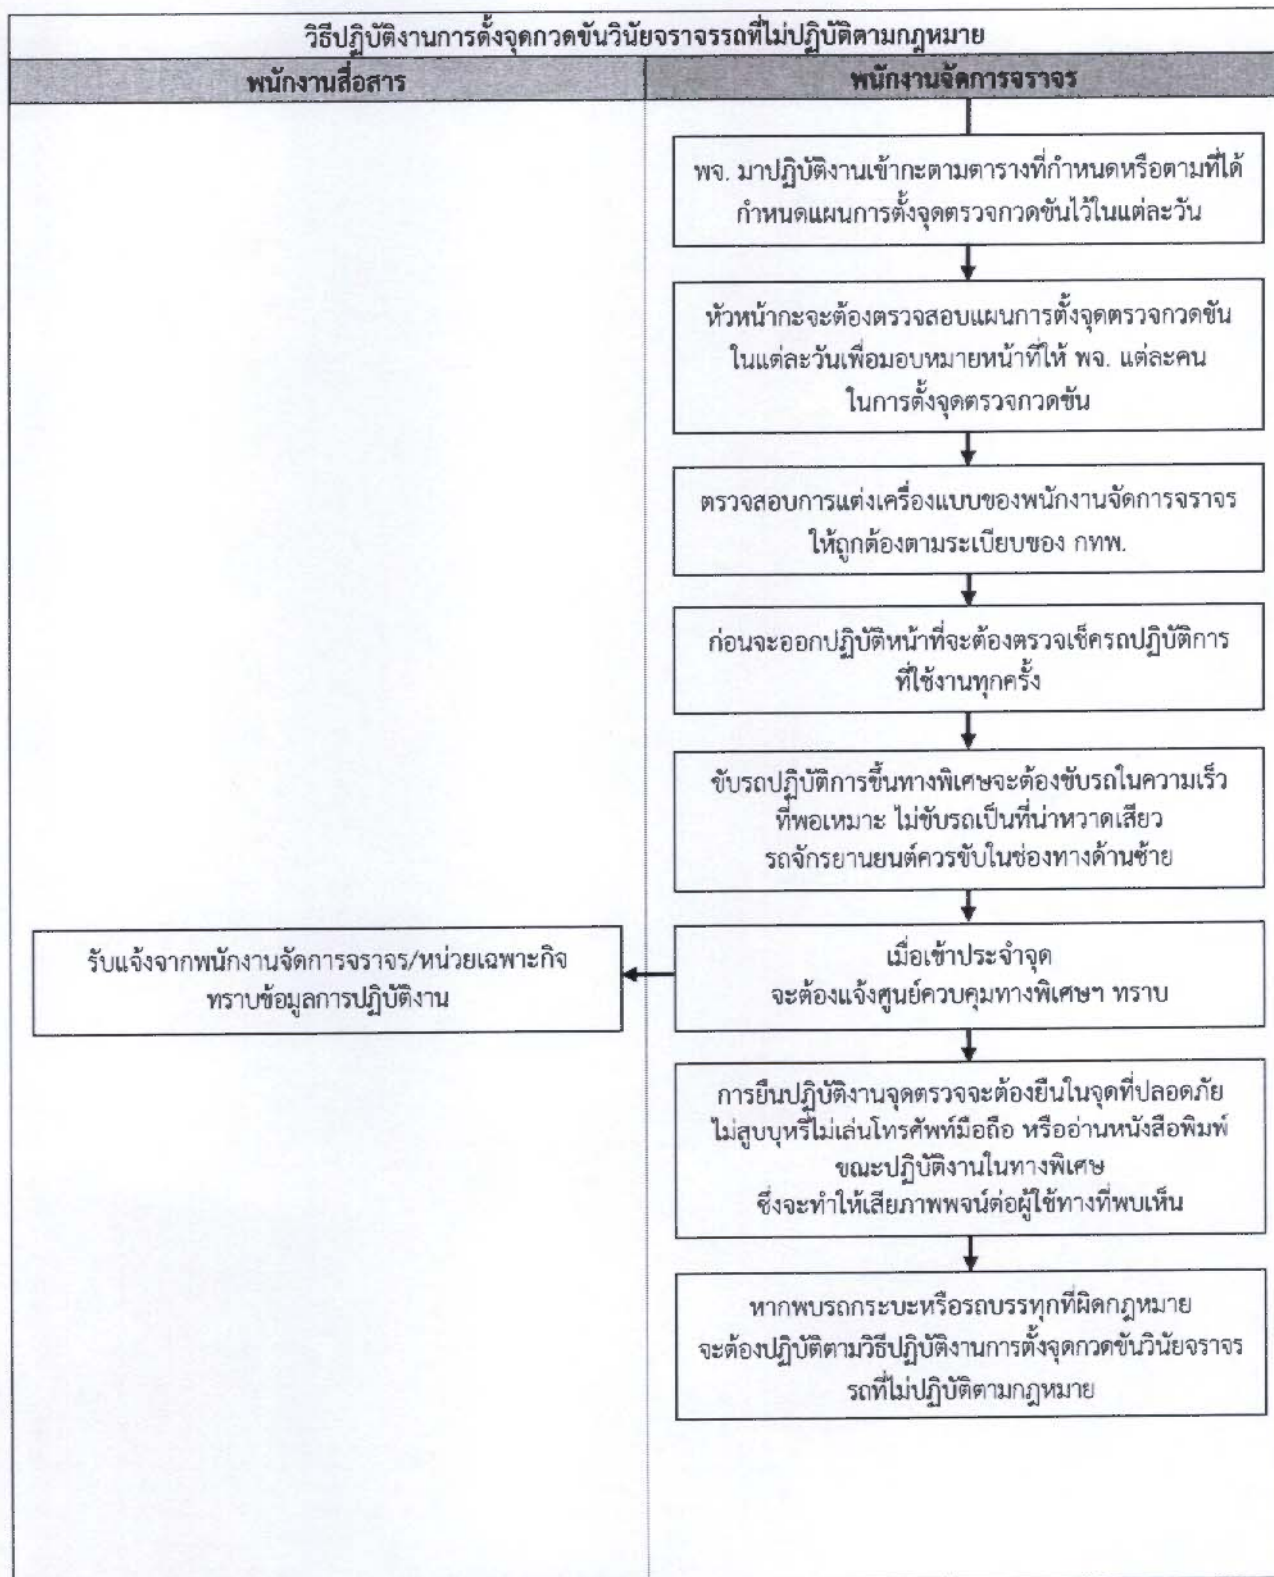 วิธีปฏิบัติงานการตั้งจุดกวดขันวินัยจราจรรถที่ไม่ปฏิบัติตามกฎหมาย
พนักงานสื่อสาร
พนักงานจัดการจราจร
พจ. มาปฏิบัติงานเข้ากะตามตารางที่กำหนดหรือตามที่ได้
กำหนดแผนการตั้งจุดตรวจกวดขันไว้ในแต่ละวัน
หัวหน้ากะจะต้องตรวจสอบแผนการตั้งจุดตรวจกวดขัน
ในแต่ละวันเพื่อมอบหมายหน้าที่ให้ พจ. แต่ละคน
ในการตั้งจุดตรวจกวดขัน
ตรวจสอบการแต่งเครื่องแบบของพนักงานจัดการจราจร
ให้ถูกต้องตามระเบียบของ กทพ.
ก่อนจะออกปฏิบัติหน้าที่จะต้องตรวจเช็ครถปฏิบัติการ
ที่ใช้งานทุกครั้ง
ขับรถปฏิบัติการขึ้นทางพิเศษจะต้องขับรถในความเร็ว
ที่พอเหมาะ ไม่ขับรถเป็นที่น่าหวาดเสียว
รถจักรยานยนต์ควรขับในช่องทางด้านซ้าย
รับแจ้งจากพนักงานจัดการจราจร/หน่วยเฉพาะกิจ
ทราบข้อมูลการปฏิบัติงาน
เมื่อเข้าประจำจุด
จะต้องแจ้งศูนย์ควบคุมทางพิเศษฯ ทราบ
การยืนปฏิบัติงานจุดตรวจจะต้องยืนในจุดที่ปลอดภัย
ไม่สูบบุหรี่ไม่เล่นโทรศัพท์มือถือ หรืออ่านหนังสือพิมพ์
ขณะปฏิบัติงานในทางพิเศษ
ซึ่งจะทำให้เสียภาพพจน์ต่อผู้ใช้ทางที่พบเห็น
หากพบรถกระบะหรือรถบรรทุกที่ผิดกฎหมาย
จะต้องปฏิบัติตามวิธีปฏิบัติงานการตั้งจุดกวดขันวินัยจราจร
รถที่ไม่ปฏิบัติตามกฎหมาย